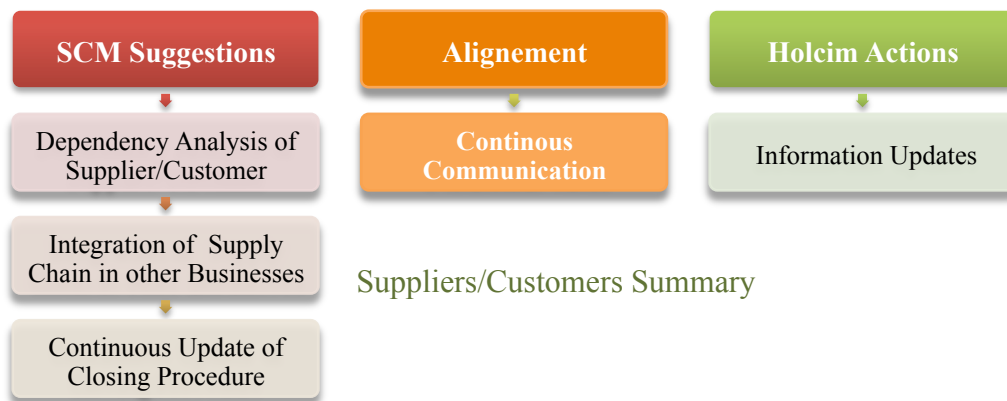 SCM Suggestions
Dependency Analysis of
Supplier/Customer
Integration of Supply
Chain in other Businesses
Continuous Update of
Closing Procedure
Alignement
Continous
Communication
Holcim Actions
Information Updates
Suppliers/Customers Summary